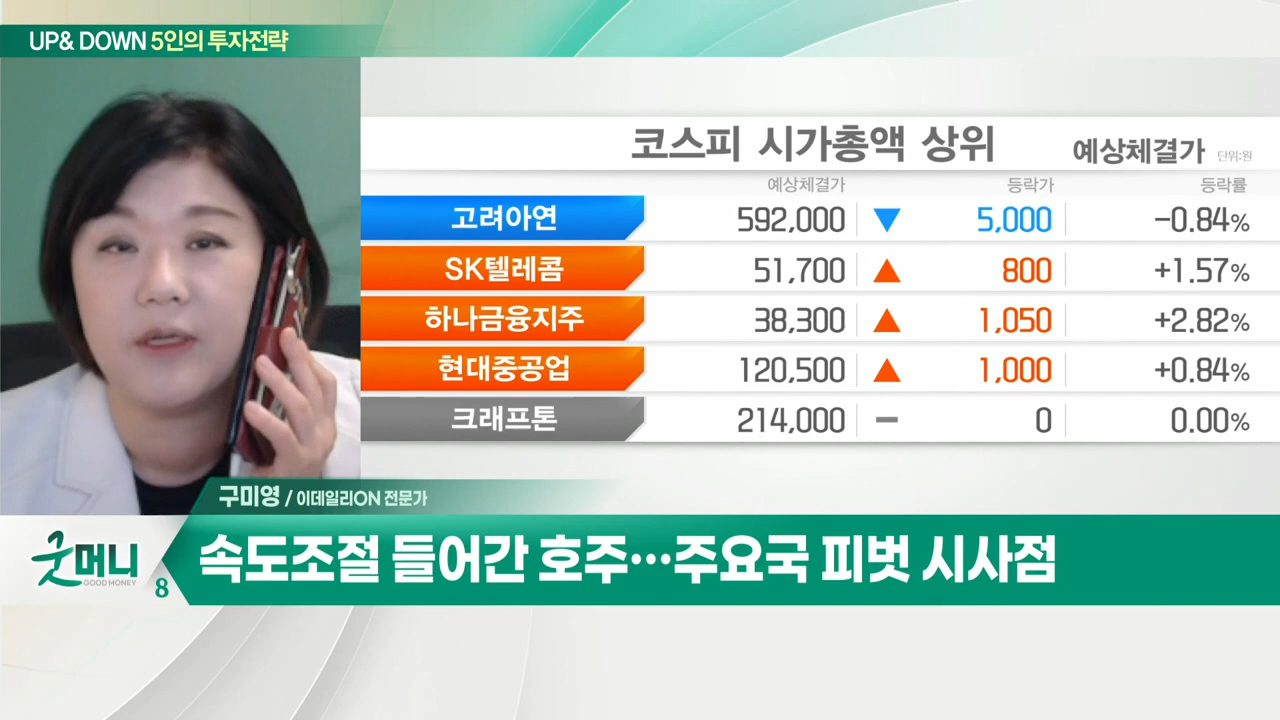 UP& DOWN 5인의 투자전략
코스피 시가총액 상위 예상체결가 단위:원
예상체결가 등락가 등락률
고려아연 592,000 ▼ 5,000 -0.84%
SK텔레콤 51,700 ▲ 800 +1.57%
하나금융지주 38,300 ▲ 1,050 +2.82%
현대중공업 120,500 ▲ 1,000 +0.84%
크래프톤 214,000 - 0 0.00%
구미영 / 이데일리ON 전문가
굿머니
GOOD MONEY
8
속도조절 들어간 호주…주요국 피벗 시사점